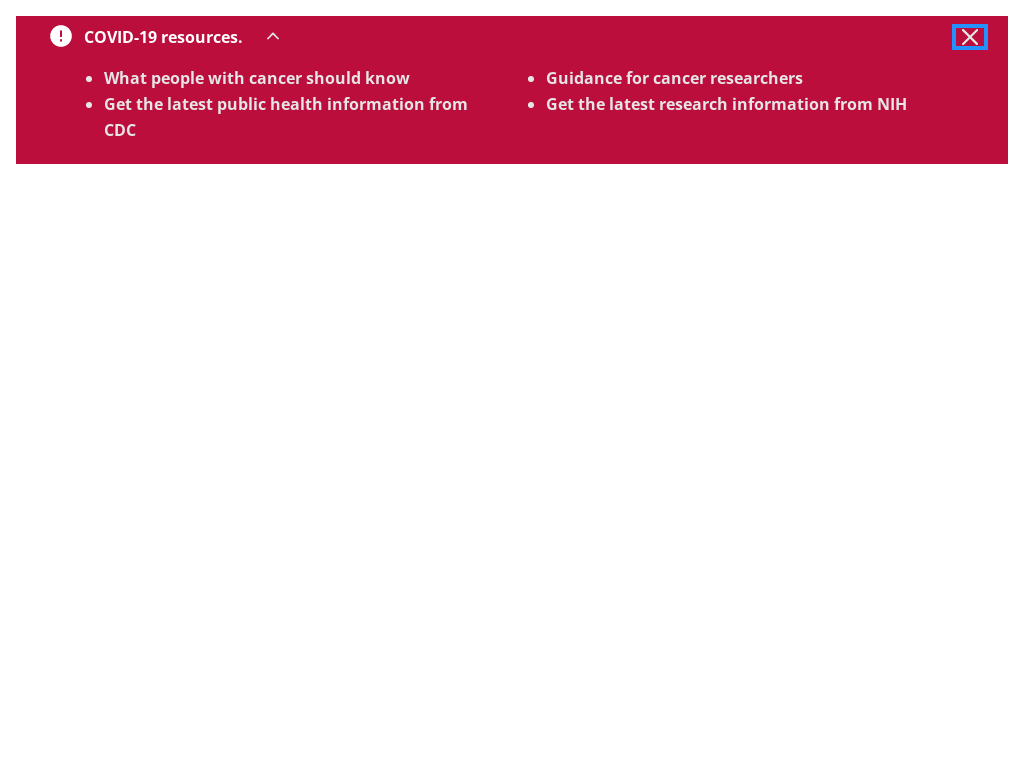 COVID-19 resources.
What people with cancer should know
Get the latest public health information from
CDC
Guidance for cancer researchers
Get the latest research information from NIH